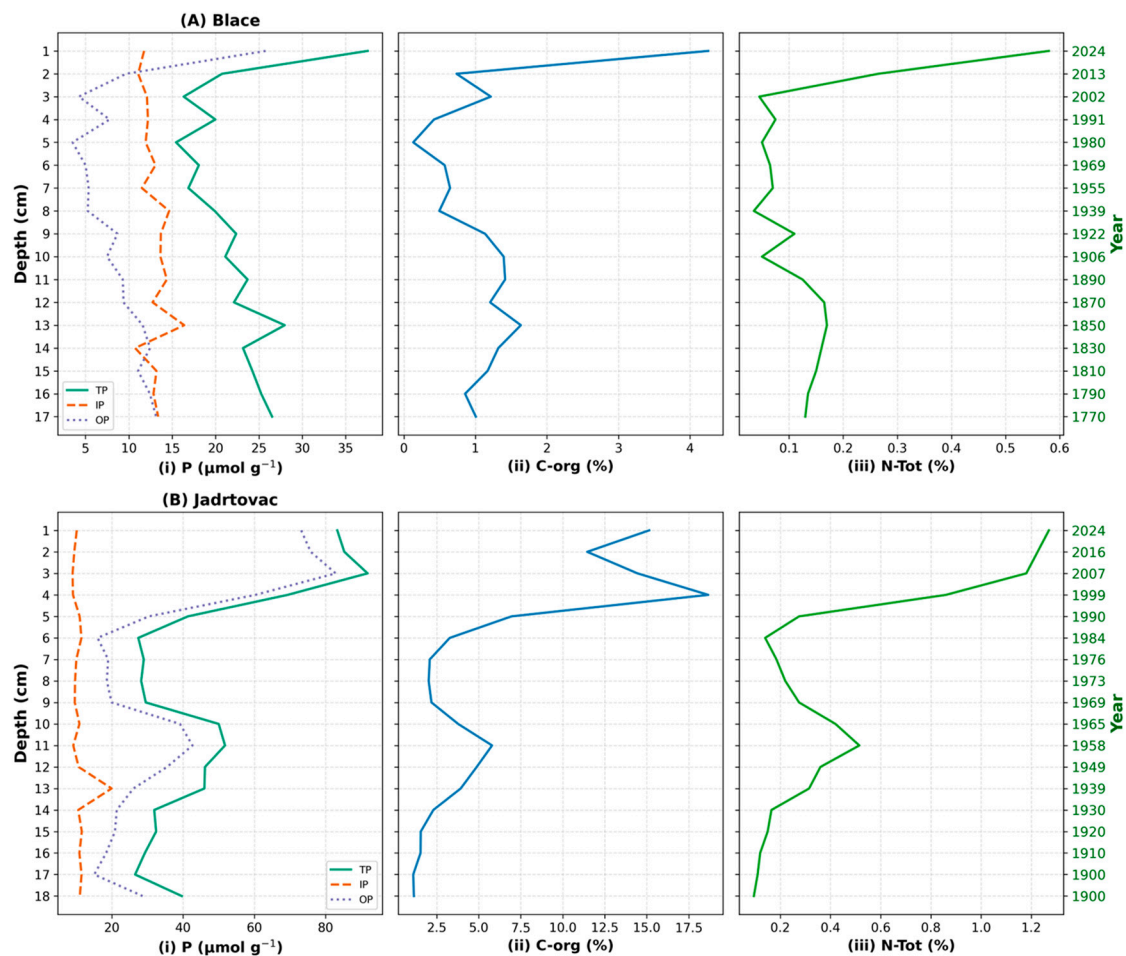 (A) Blace
Depth (cm)
1
2
3
4
5
6
7
8
9
10
11
12
13
14
15
16
17
TP
IP
OP
5 10 15 20 25 30 35
(i) P (μmol g⁻¹)
0 1 2 3 4
(ii) C-org (%)
0.1 0.2 0.3 0.4 0.5 0.6
(iii) N-Tot (%)
2024
2013
2002
1991
1980
1969
1955
1939
1922
1906
1890
1870
1850
1830
1810
1790
1770
Year
(B) Jadrtovac
Depth (cm)
1
2
3
4
5
6
7
8
9
10
11
12
13
14
15
16
17
18
TP
IP
OP
20 40 60 80
(i) P (μmol g⁻¹)
2.5 5.0 7.5 10.0 12.5 15.0 17.5
(ii) C-org (%)
0.2 0.4 0.6 0.8 1.0 1.2
(iii) N-Tot (%)
2024
2016
2007
1999
1990
1984
1976
1973
1969
1965
1958
1949
1939
1930
1920
1910
1900
1900
Year